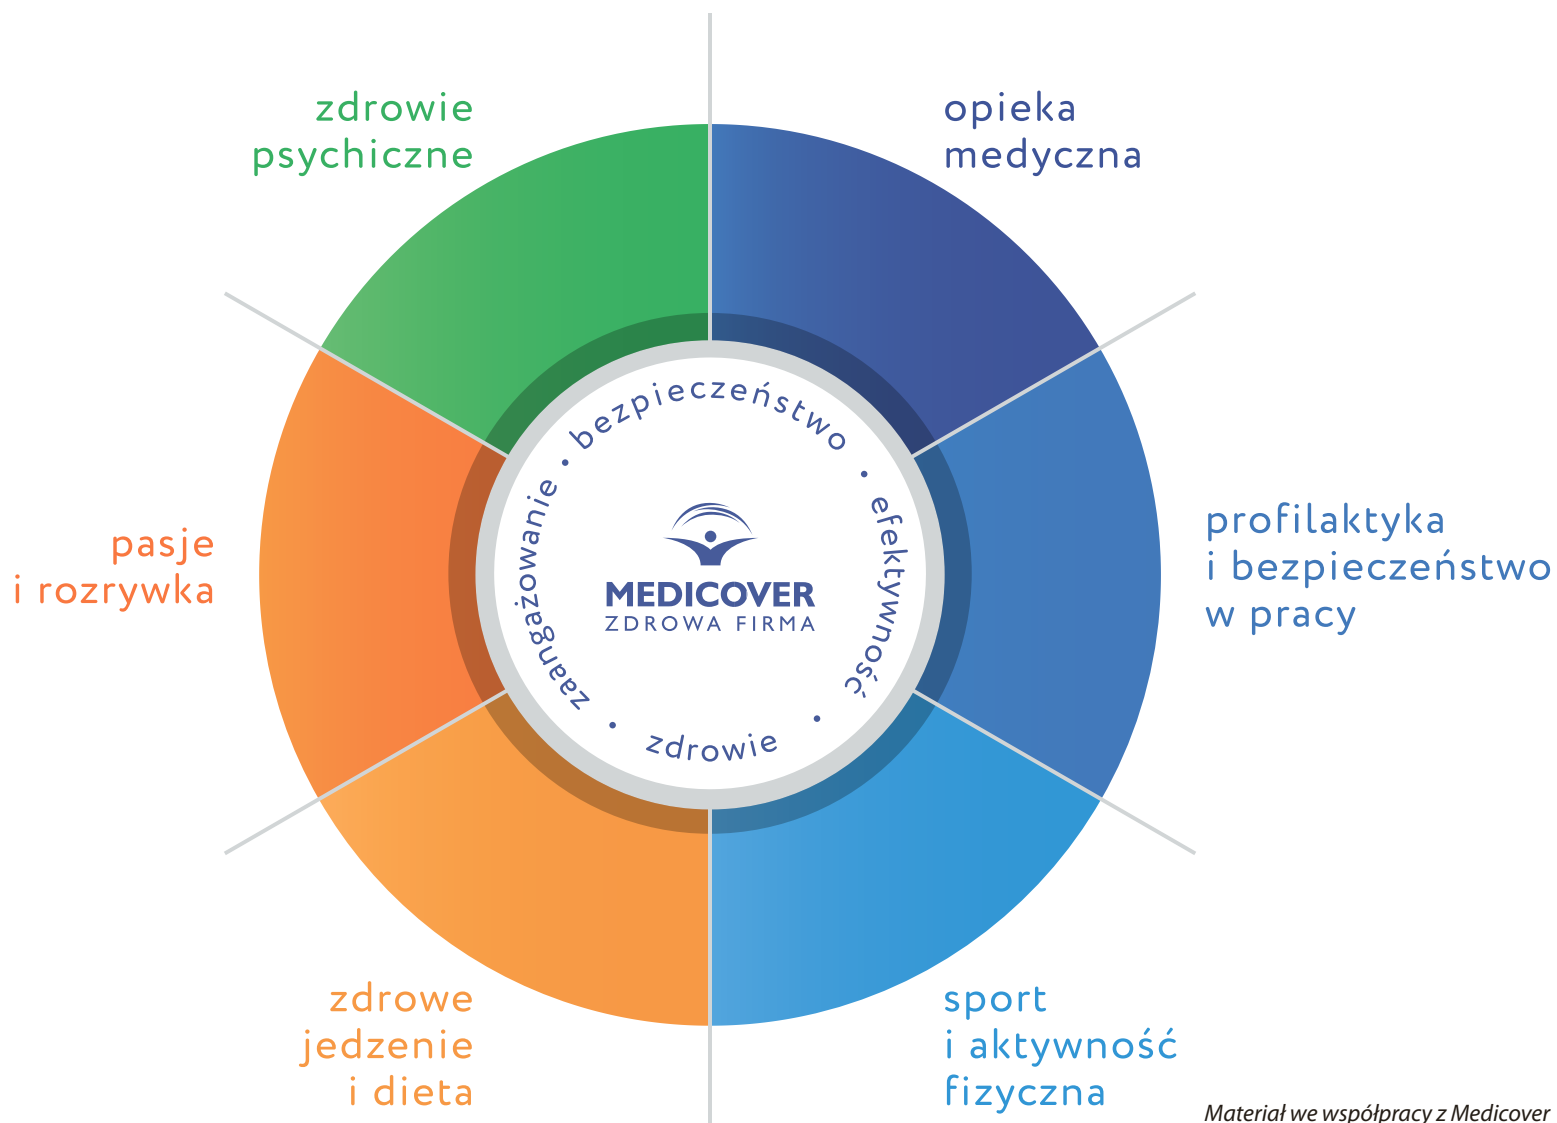 zdrowie
psychiczne
opieka
medyczna
profilaktyka
i bezpieczeństwo
w pracy
sport
i aktywność
fizyczna
zdrowe
jedzenie
i dieta
pasje
i rozrywka
bezpieczeństwo • efektywność • zdrowie • zaangażowanie •
MEDICOVER
ZDROWA FIRMA
Materiał we współpracy z Medicover